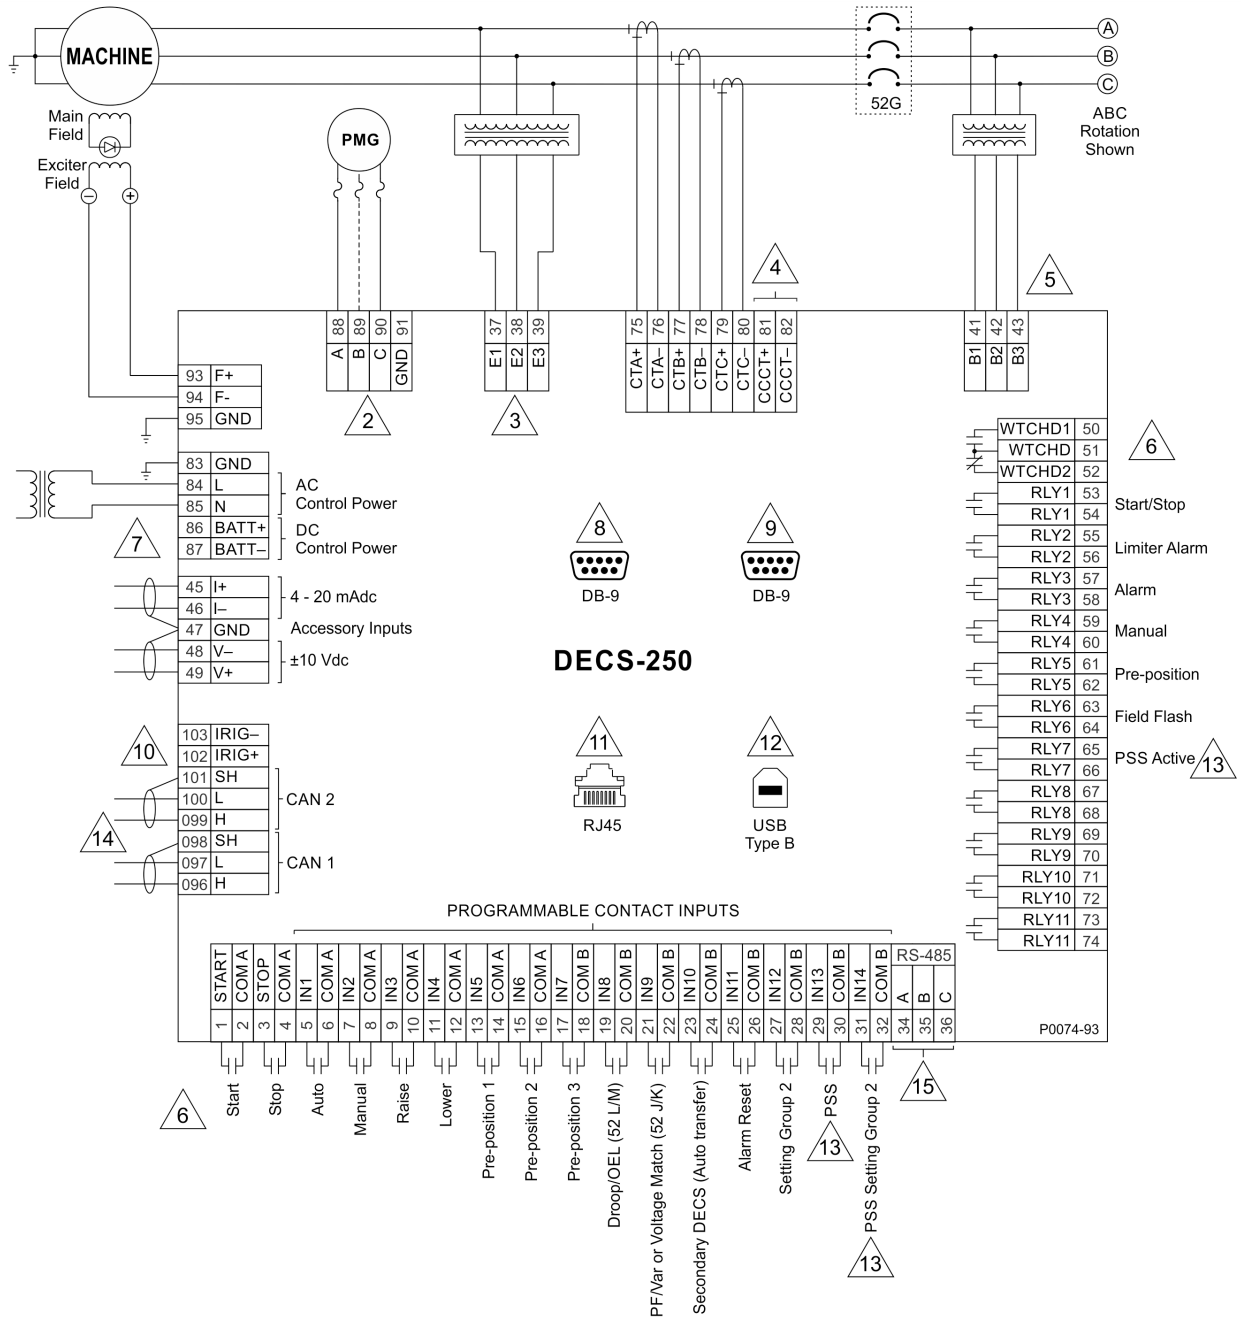 MACHINE
A
B
C
52G
ABC
Rotation
Shown
Main
Field
Exciter
Field
−
+
PMG
4
5
88
89
90
91
A
B
C
GND
2
37
38
39
E1
E2
E3
3
75
76
77
78
79
80
81
82
CTA+
CTA–
CTB+
CTB–
CTC+
CTC–
CCCT+
CCCT–
41
42
43
B1
B2
B3
93 F+
94 F-
95 GND
83 GND
84 L
85 N
AC
Control Power
86 BATT+
87 BATT–
DC
Control Power
7
45 I+
46 I–
4 - 20 mAdc
47 GND
Accessory Inputs
48 V–
49 V+
±10 Vdc
103 IRIG–
102 IRIG+
10
101 SH
100 L
099 H
CAN 2
14
098 SH
097 L
096 H
CAN 1
8
DB-9
9
DB-9
DECS-250
11
RJ45
12
USB
Type B
WTCHD1 50
WTCHD 51
WTCHD2 52
6
RLY1 53
RLY1 54
Start/Stop
RLY2 55
RLY2 56
Limiter Alarm
RLY3 57
RLY3 58
Alarm
RLY4 59
RLY4 60
Manual
RLY5 61
RLY5 62
Pre-position
RLY6 63
RLY6 64
Field Flash
RLY7 65
RLY7 66
PSS Active
13
RLY8 67
RLY8 68
RLY9 69
RLY9 70
RLY10 71
RLY10 72
RLY11 73
RLY11 74
PROGRAMMABLE CONTACT INPUTS
START
COM A
STOP
COM A
IN1
COM A
IN2
COM A
IN3
COM A
IN4
COM A
IN5
COM A
IN6
COM A
IN7
COM B
IN8
COM B
IN9
COM B
IN10
COM B
IN11
COM B
IN12
COM B
IN13
COM B
IN14
COM B
RS-485
A
B
C
1
2
3
4
5
6
7
8
9
10
11
12
13
14
15
16
17
18
19
20
21
22
23
24
25
26
27
28
29
30
31
32
34
35
36
P0074-93
6
Start
Stop
Auto
Manual
Raise
Lower
Pre-position 1
Pre-position 2
Pre-position 3
Droop/OEL (52 L/M)
PF/Var or Voltage Match (52 J/K)
Secondary DECS (Auto transfer)
Alarm Reset
Setting Group 2
PSS
13
PSS Setting Group 2
13
15